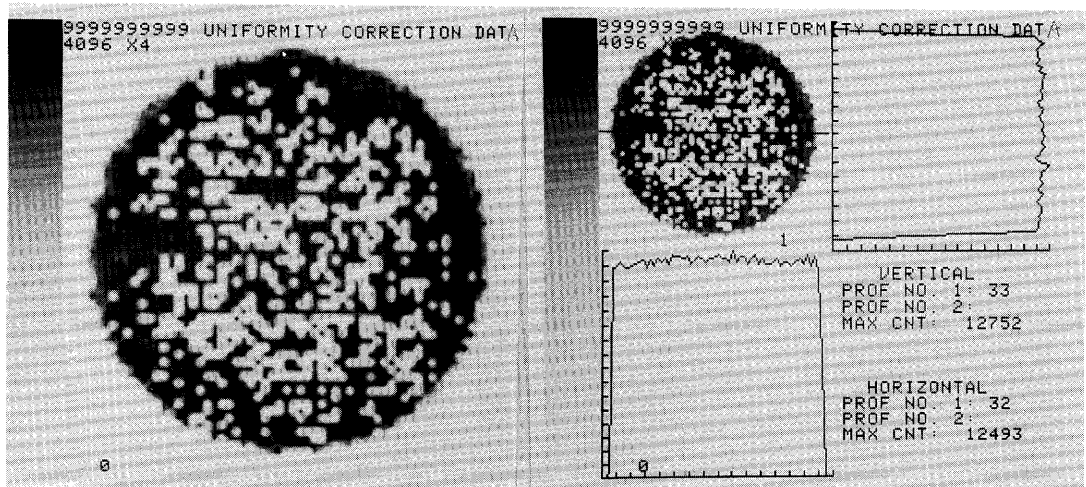 9999999999 UNIFORMITY CORRECTION DATA
4096 X4
0
9999999999 UNIFORMITY CORRECTION DATA
4096
1
0
VERTICAL
PROF NO. 1: 33
PROF NO. 2:
MAX CNT: 12752
HORIZONTAL
PROF NO. 1: 32
PROF NO. 2:
MAX CNT: 12493